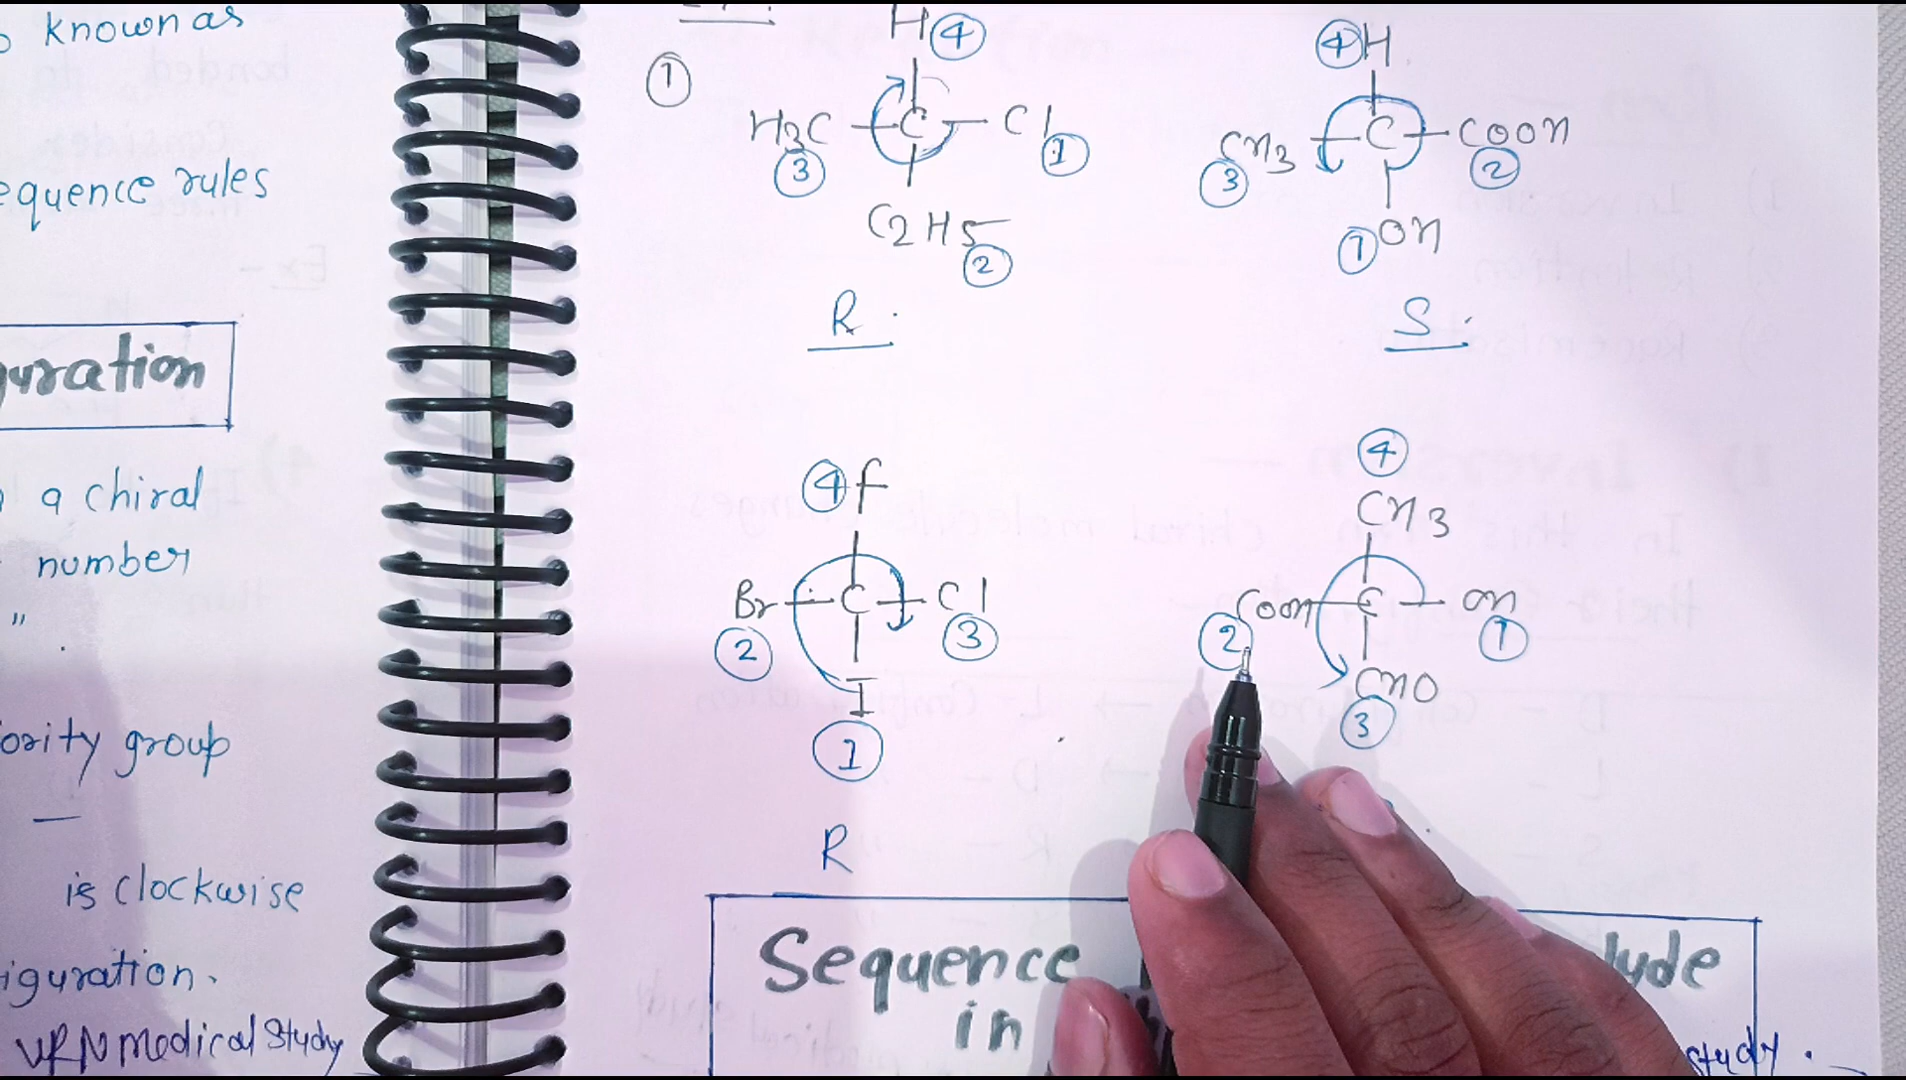 known as
equence rules
uration
a chiral
number
"
ority group
is clockwise
iguration.
VRN medical Study
1
H 4
H3C C Cl
3 1
C2H5
2
R
4 H
CH3 C COOH
3 2
1 OH
S
4 F
Br C Cl
2 3
I
1
R
4
CH3
COOH C OH
2 1
CHO
3
Sequence
in
study.